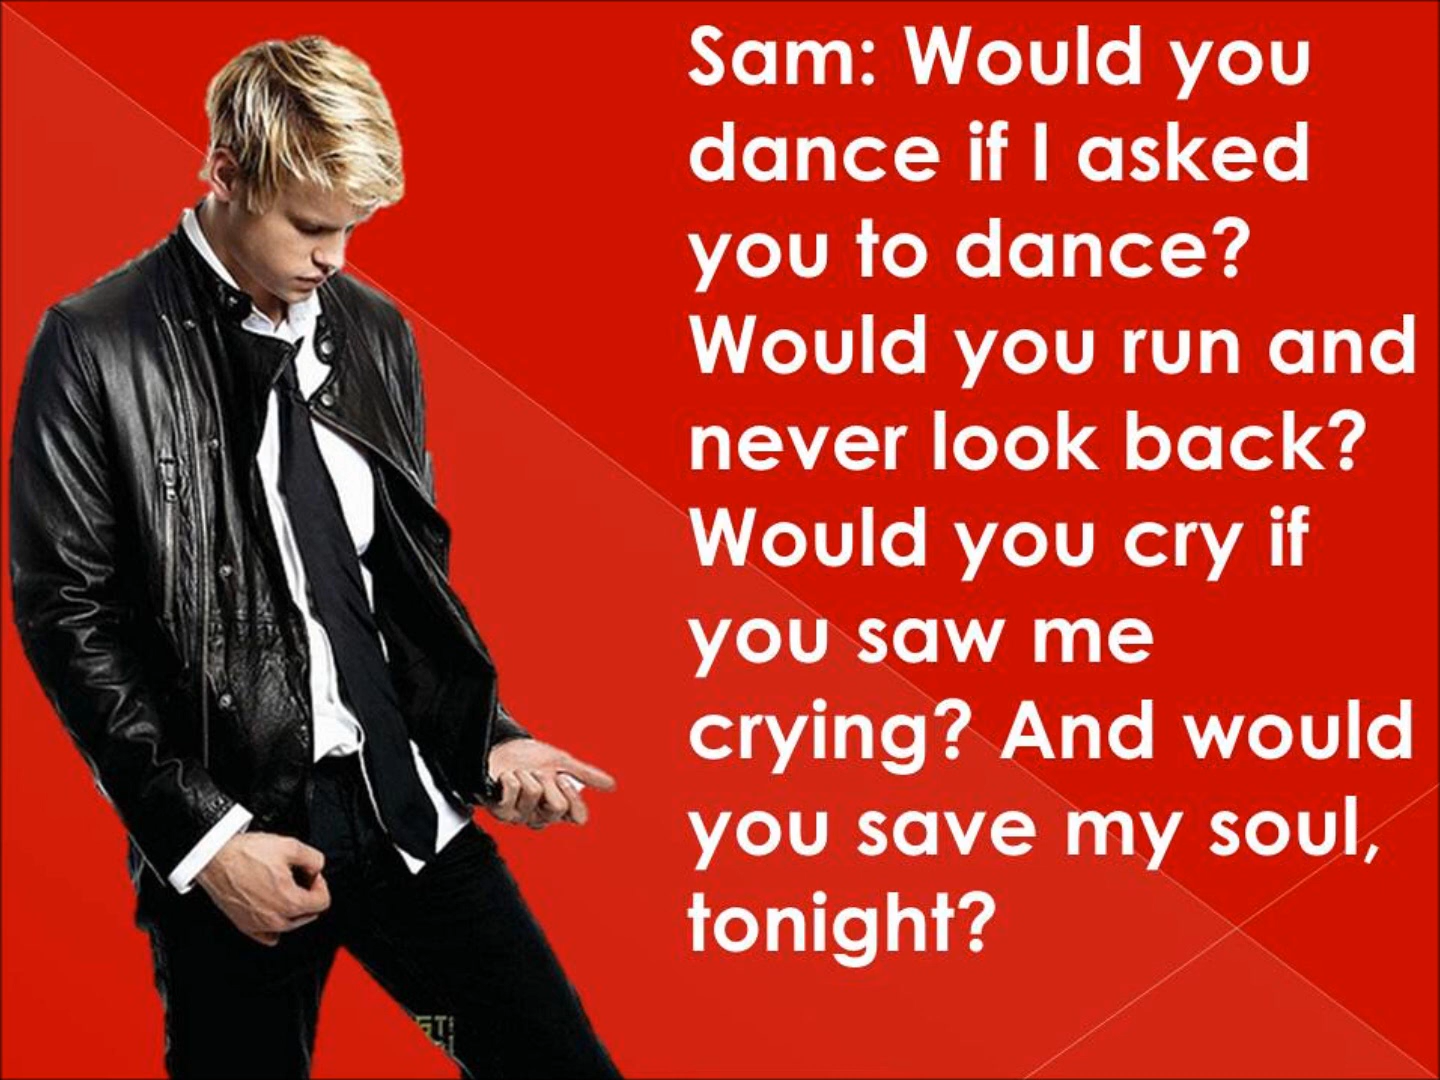 Sam: Would you
dance if I asked
you to dance?
Would you run and
never look back?
Would you cry if
you saw me
crying? And would
you save my soul,
tonight?